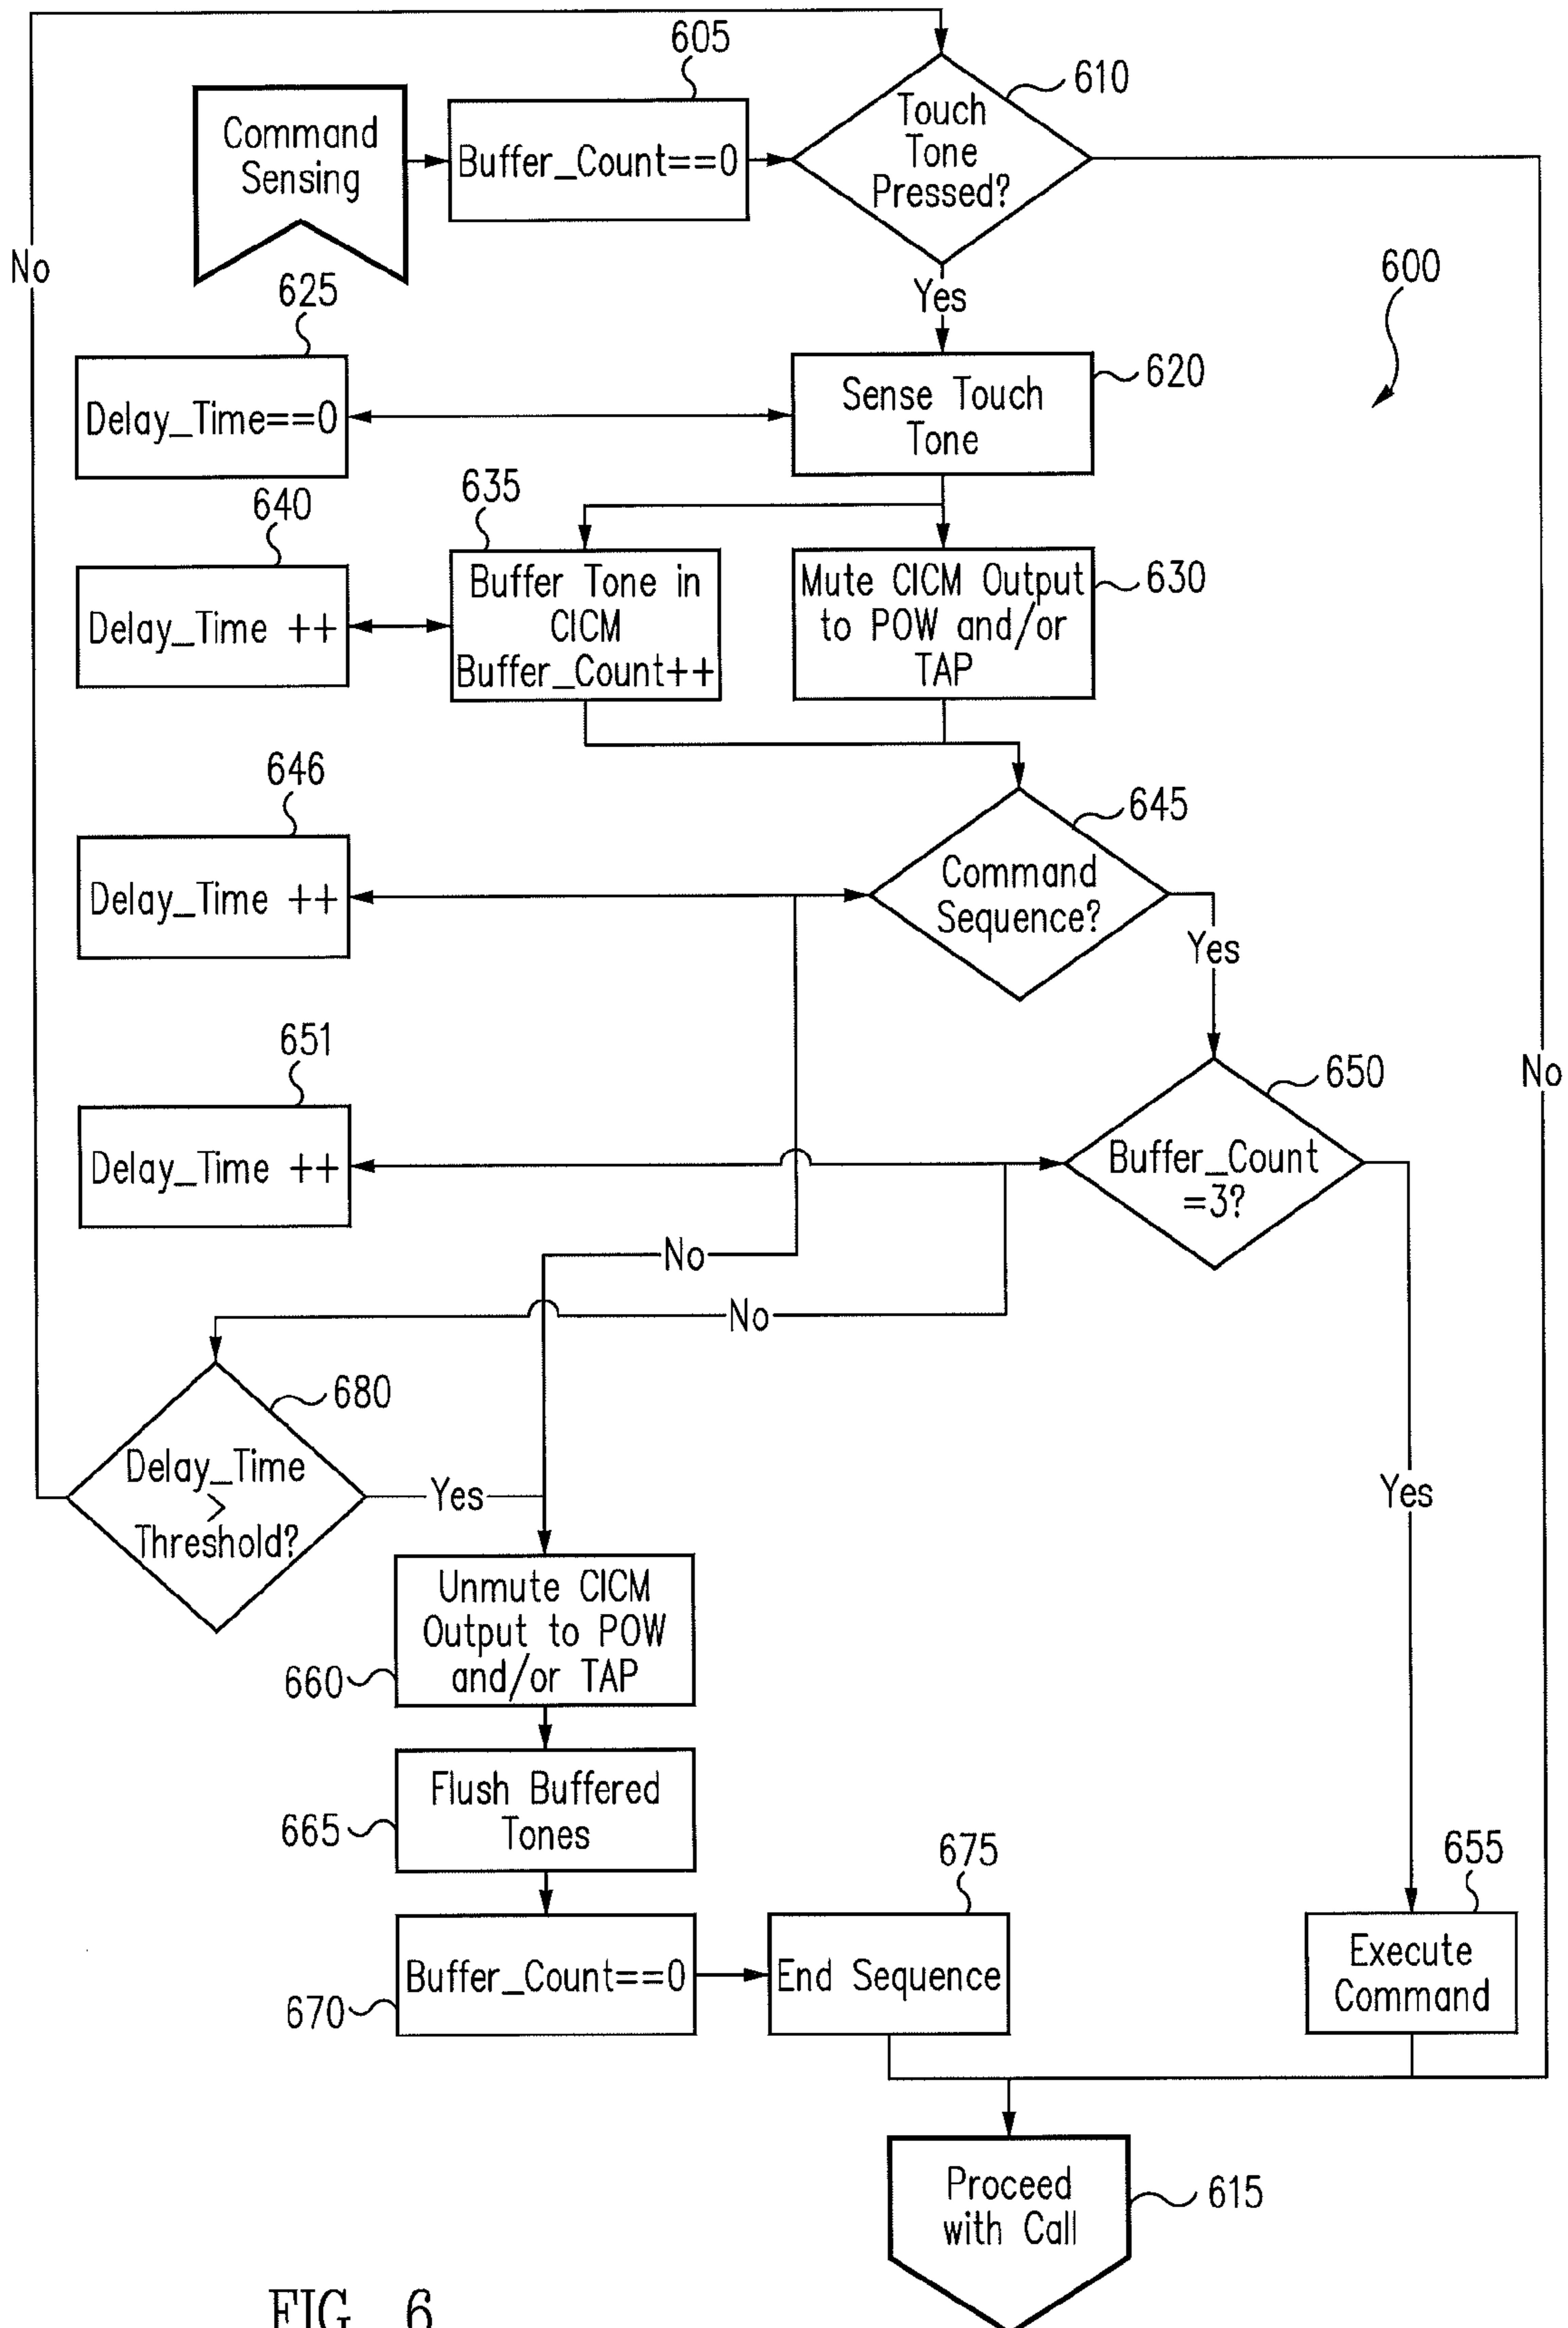 605
610
Command
Sensing
Buffer_Count==0
Touch
Tone
Pressed?
No
Yes
600
625
Delay_Time==0
Sense Touch
Tone
620
640
Delay_Time ++
635
Buffer Tone in
CICM
Buffer_Count++
Mute CICM Output
to POW and/or
TAP
630
646
Delay_Time ++
645
Command
Sequence?
Yes
651
Delay_Time ++
650
Buffer_Count
=3?
No
No
No
680
Delay_Time
>
Threshold?
Yes
Yes
Unmute CICM
Output to POW
and/or TAP
660
Flush Buffered
Tones
665
Buffer_Count==0
670
675
End Sequence
655
Execute
Command
Proceed
with Call
615
FIG. 6